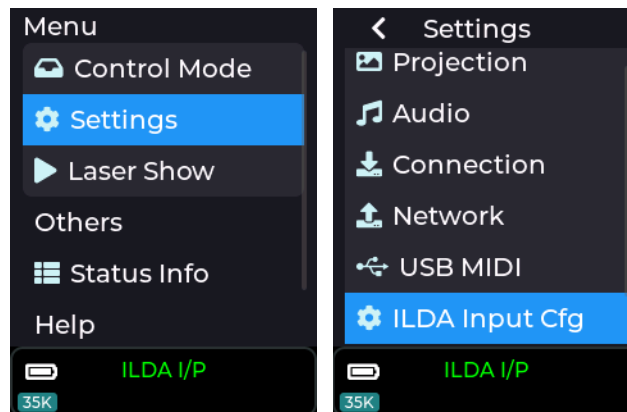 Menu
Control Mode
Settings
Laser Show
Others
Status Info
Help
ILDA I/P
35K
Settings
Projection
Audio
Connection
Network
USB MIDI
ILDA Input Cfg
ILDA I/P
35K